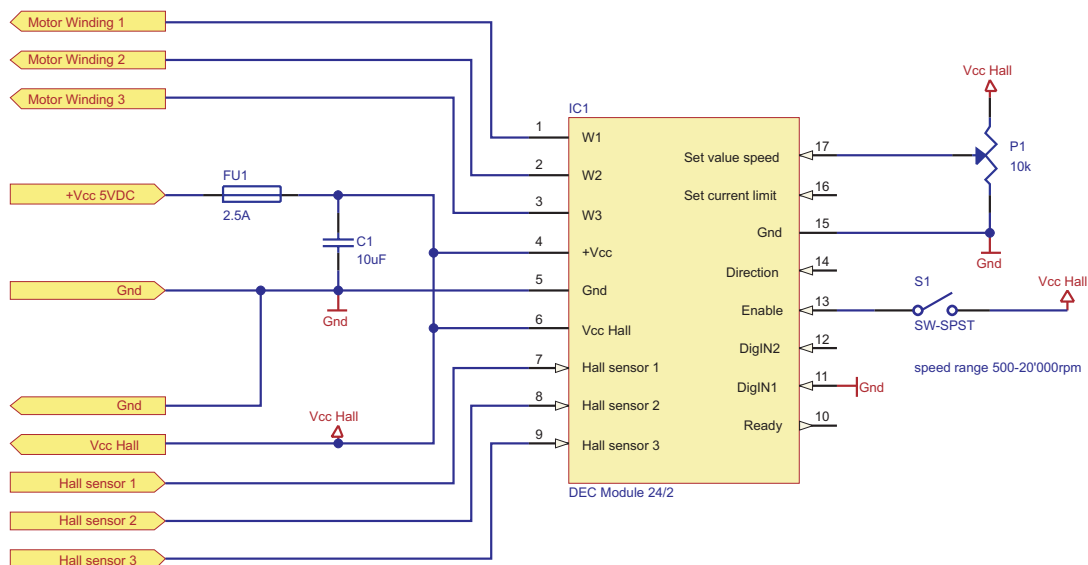 Motor Winding 1
Motor Winding 2
Motor Winding 3
+Vcc 5VDC
FU1
2.5A
C1
10uF
Gnd
Gnd
Gnd
Vcc Hall
Vcc Hall
Hall sensor 1
Hall sensor 2
Hall sensor 3
IC1
1
W1
2
W2
3
W3
4
+Vcc
5
Gnd
6
Vcc Hall
7
Hall sensor 1
8
Hall sensor 2
9
Hall sensor 3
Set value speed
17
Set current limit
16
Gnd
15
Direction
14
Enable
13
DigIN2
12
DigIN1
11
Gnd
Ready
10
DEC Module 24/2
Vcc Hall
P1
10k
Gnd
S1
SW-SPST
Vcc Hall
speed range 500-20'000rpm